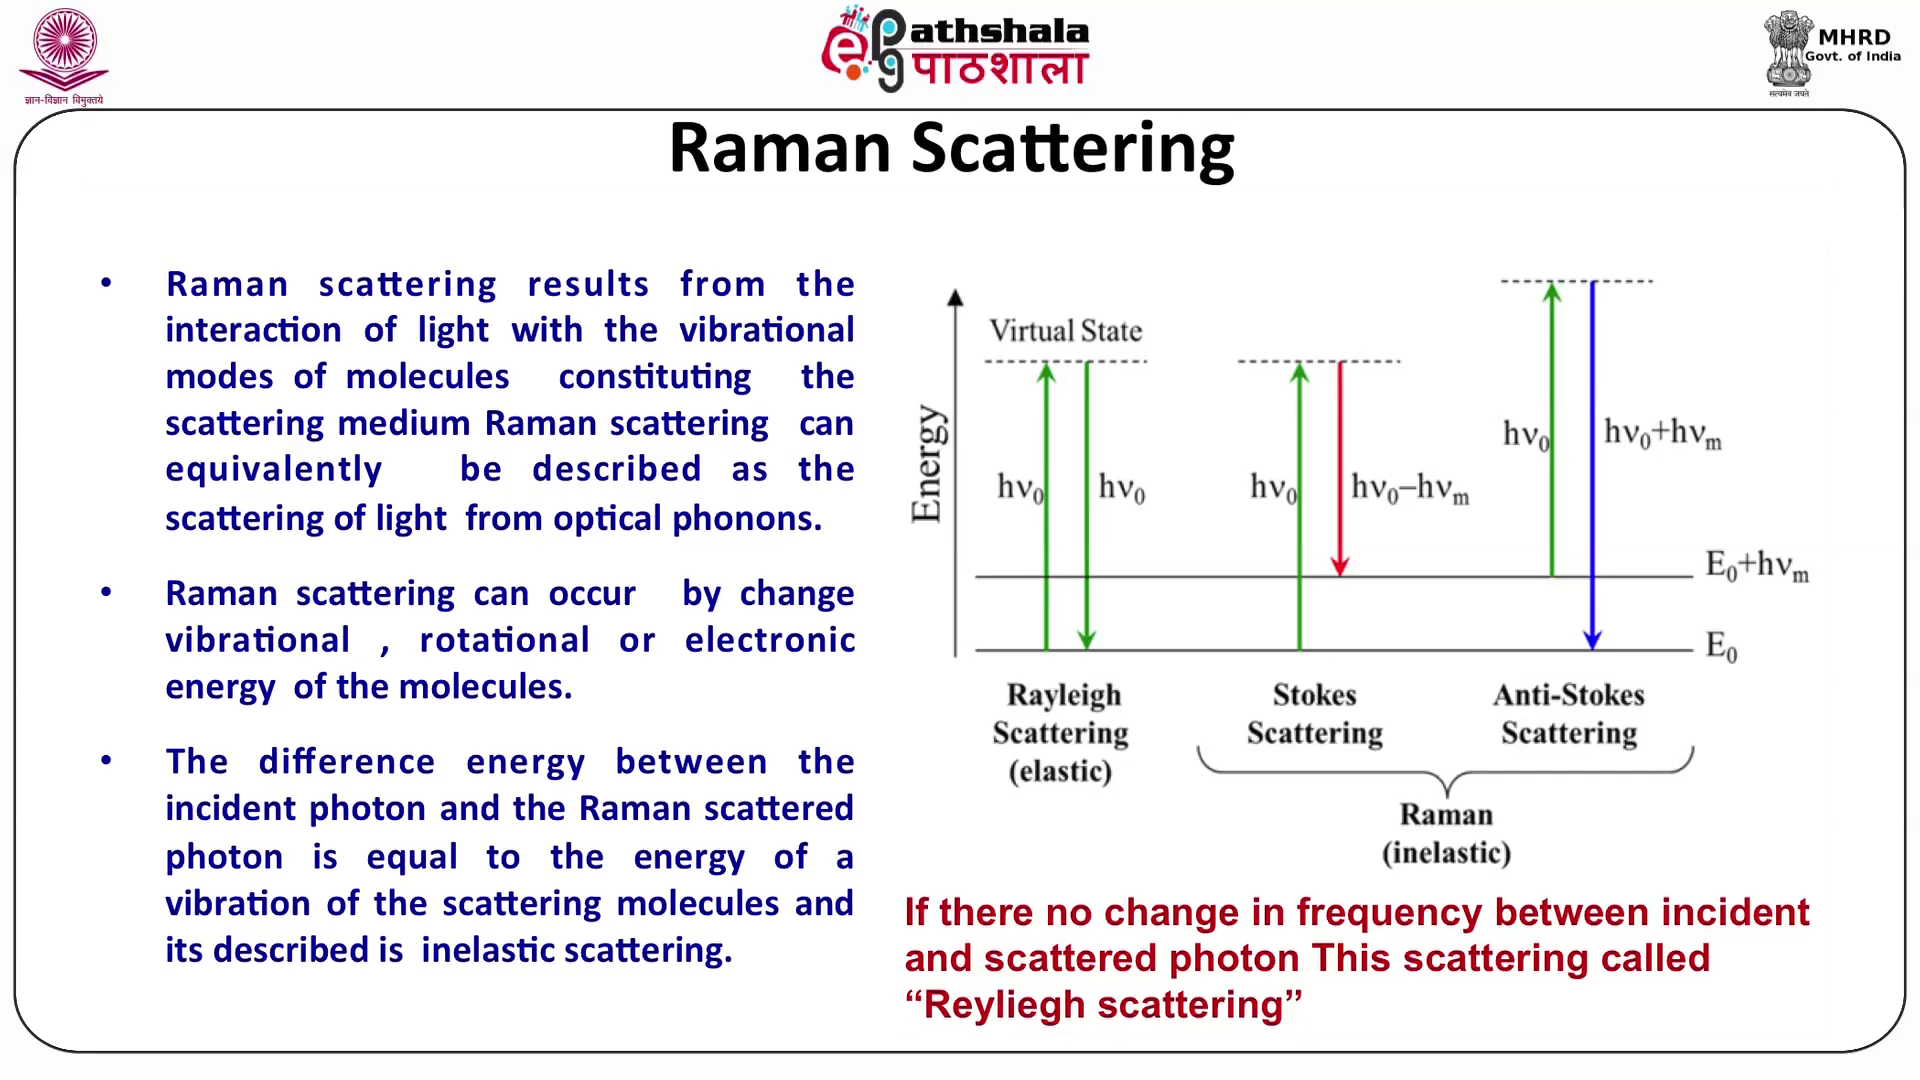 ज्ञान-विज्ञान विमुक्तये
ePG athshala
पाठशाला
MHRD
Govt. of India
सत्यमेव जयते
Raman Scattering
• Raman scattering results from the
interaction of light with the vibrational
modes of molecules constituting the
scattering medium Raman scattering can
equivalently be described as the
scattering of light from optical phonons.
• Raman scattering can occur by change
vibrational , rotational or electronic
energy of the molecules.
• The difference energy between the
incident photon and the Raman scattered
photon is equal to the energy of a
vibration of the scattering molecules and
its described is inelastic scattering.
Energy
Virtual State
hν₀
hν₀
hν₀
hν₀–hνₘ
hν₀
hν₀+hνₘ
E₀+hνₘ
E₀
Rayleigh
Scattering
(elastic)
Stokes
Scattering
Anti-Stokes
Scattering
Raman
(inelastic)
If there no change in frequency between incident
and scattered photon This scattering called
“Reyliegh scattering”